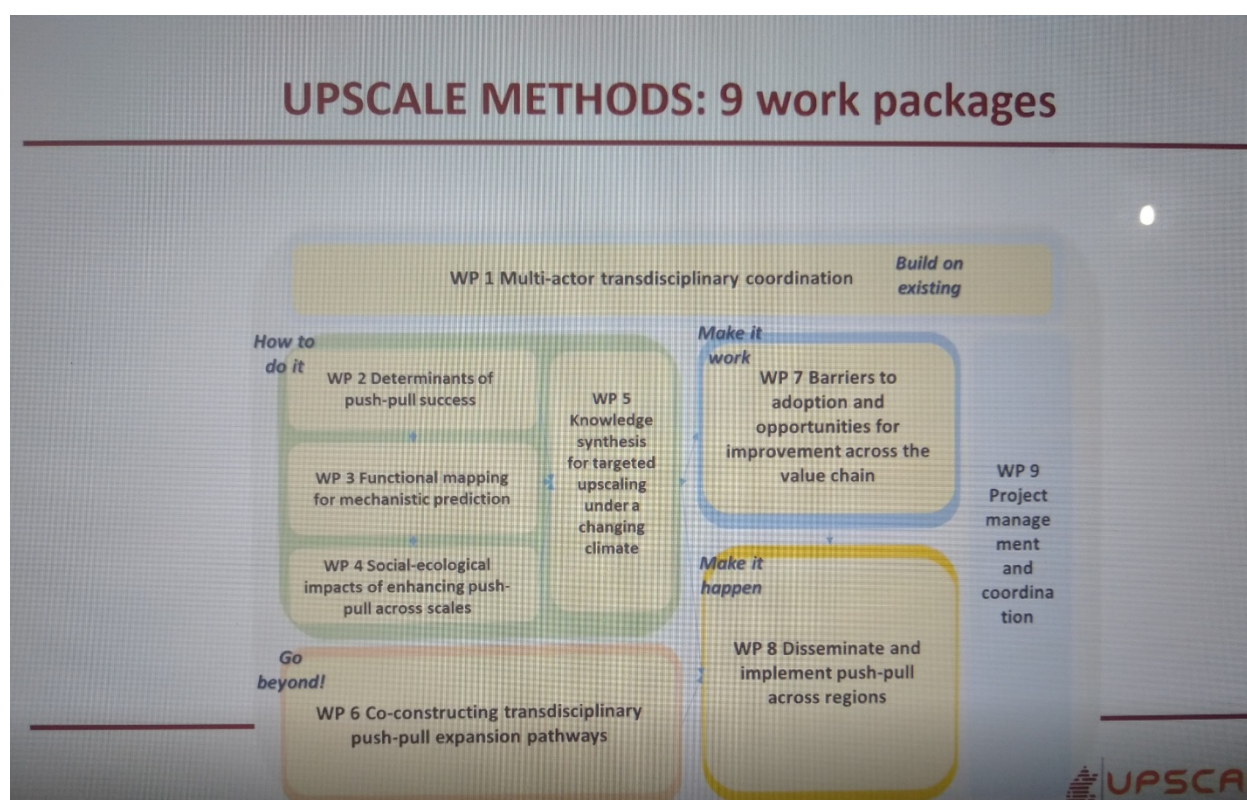 UPSCALE METHODS: 9 work packages
WP 1 Multi-actor transdisciplinary coordination
Build on
existing
How to
do it
WP 2 Determinants of
push-pull success
WP 3 Functional mapping
for mechanistic prediction
WP 4 Social-ecological
impacts of enhancing push-
pull across scales
WP 5
Knowledge
synthesis
for targeted
upscaling
under a
changing
climate
Make it
work
WP 7 Barriers to
adoption and
opportunities for
improvement across the
value chain
Make it
happen
WP 8 Disseminate and
implement push-pull
across regions
WP 9
Project
manage
ment
and
coordina
tion
Go
beyond!
WP 6 Co-constructing transdisciplinary
push-pull expansion pathways
UPSCA